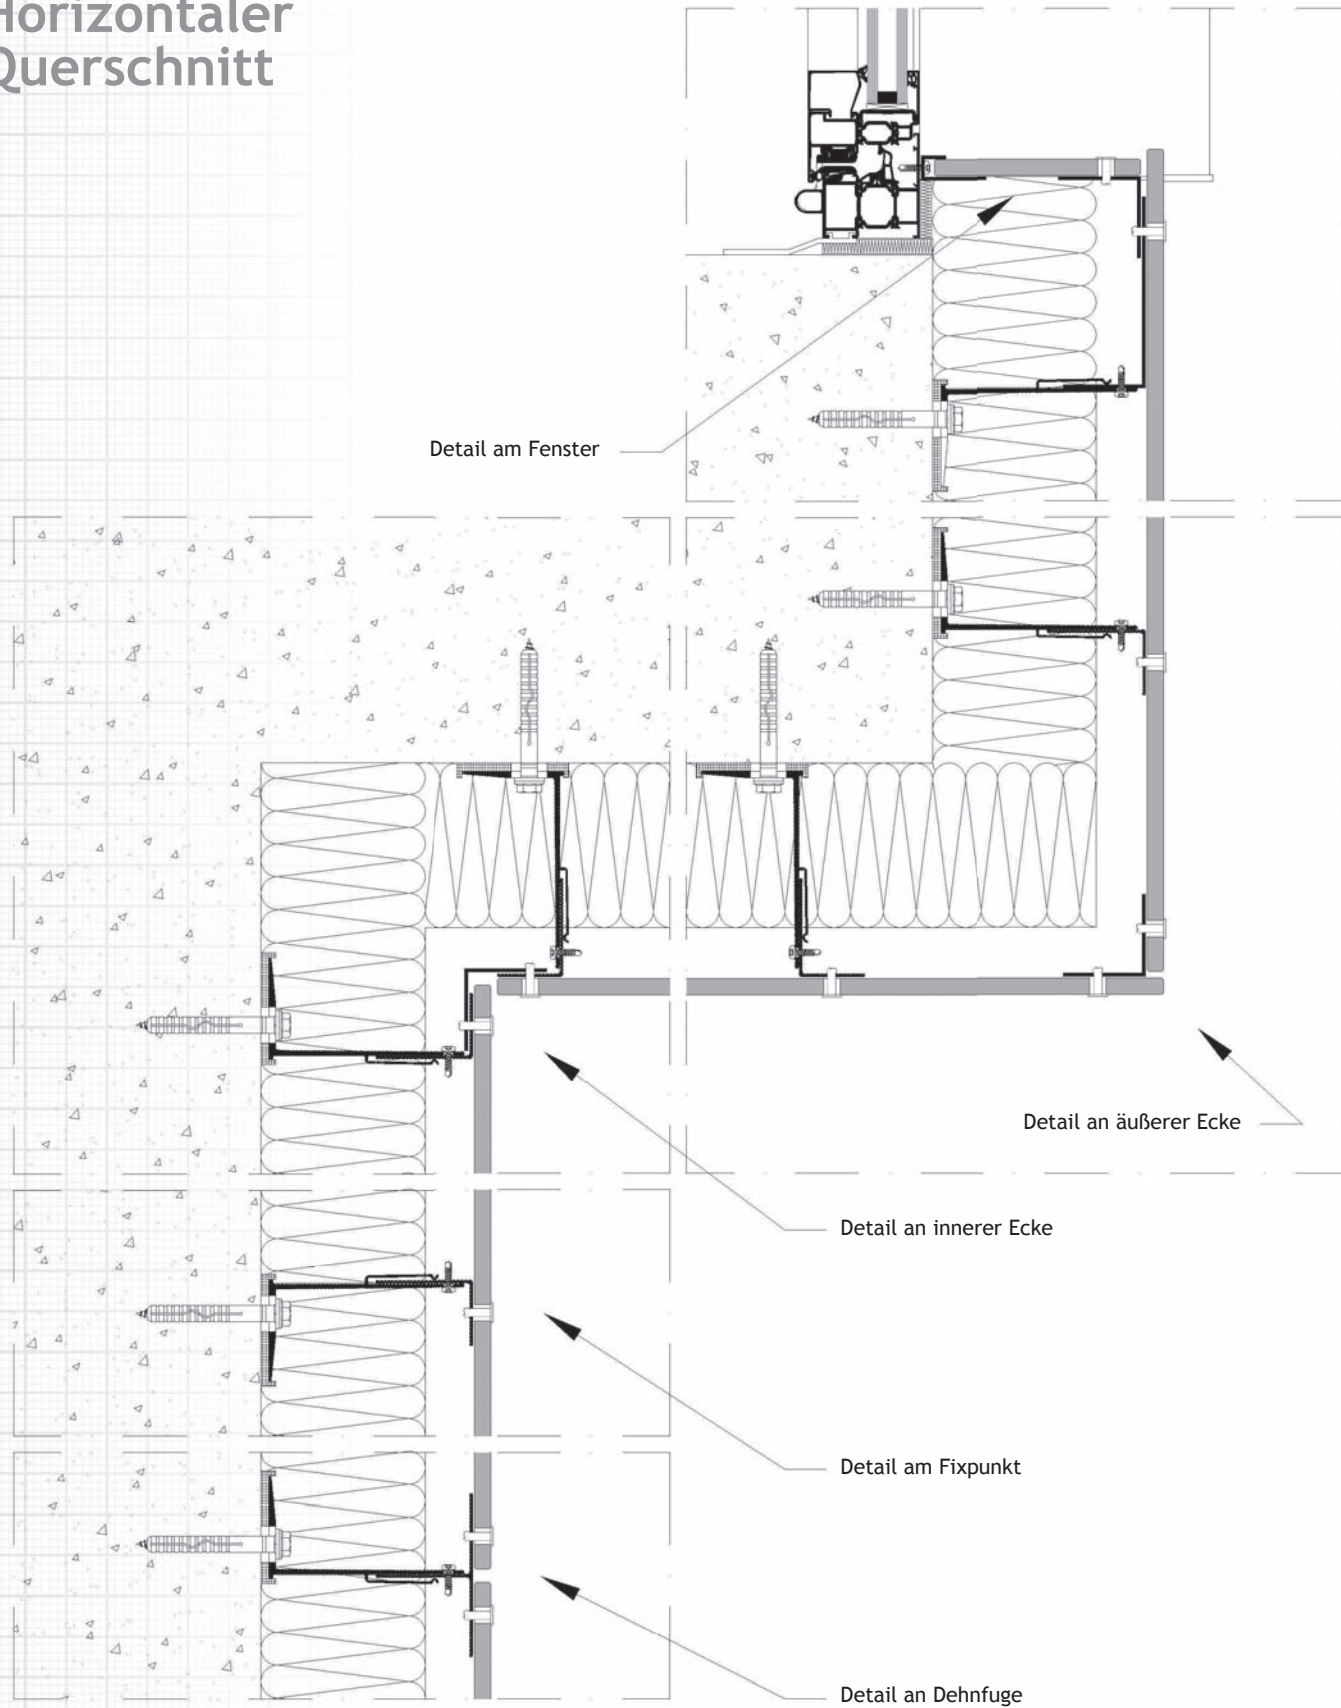 Horizontaler
Querschnitt
Detail am Fenster
Detail an äußerer Ecke
Detail an innerer Ecke
Detail am Fixpunkt
Detail an Dehnfuge